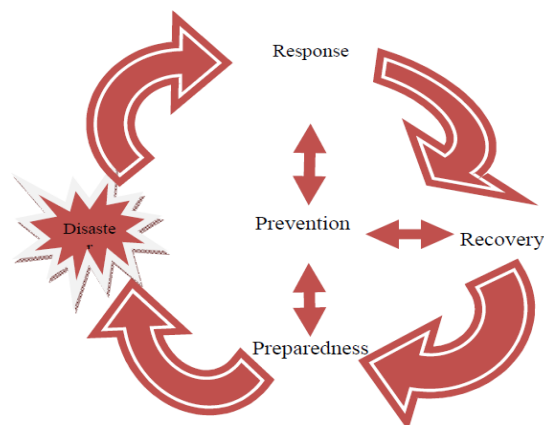 Response
Disaste
r
Prevention
Recovery
Preparedness